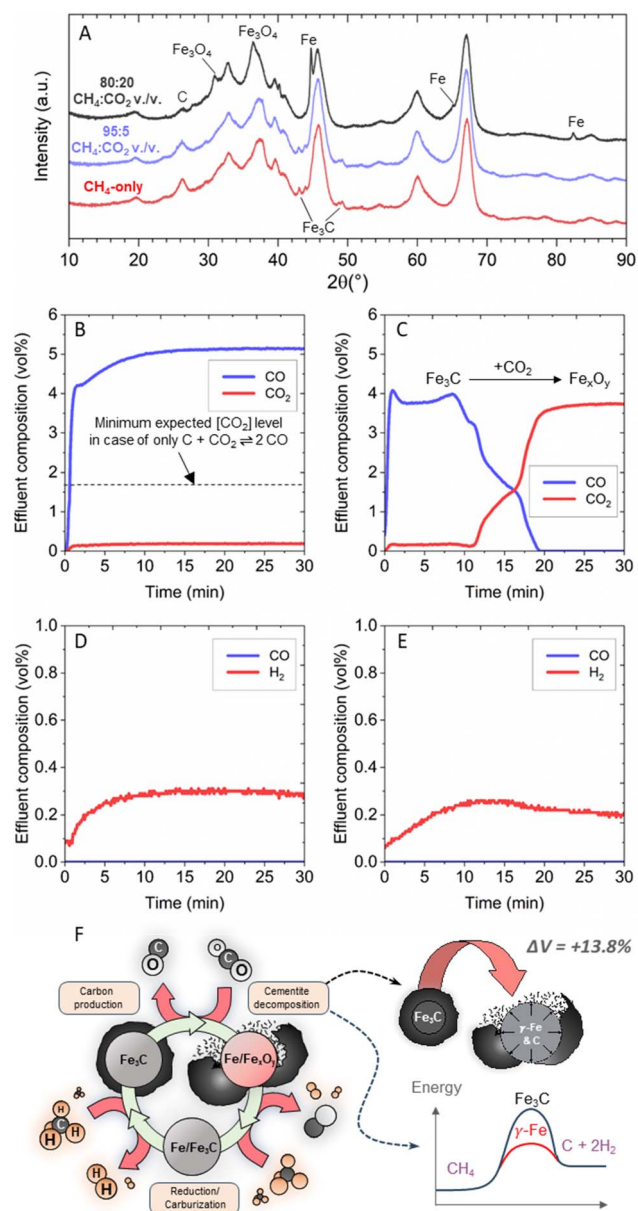 A
Fe₃O₄
Fe₃O₄
Fe
80:20
CH₄:CO₂ v./v.
C
Fe
Fe
95:5
CH₄:CO₂ v./v.
CH₄-only
Fe₃C
Intensity (a.u.)
10 20 30 40 50 60 70 80 90
2θ(°)
B
CO
CO₂
Minimum expected [CO₂] level
in case of only C + CO₂ ⇌ 2 CO
Effluent composition (vol%)
6
5
4
3
2
1
0
0 5 10 15 20 25 30
Time (min)
C
+CO₂
Fe₃C
FeₓOᵧ
CO
CO₂
Effluent composition (vol%)
6
5
4
3
2
1
0
0 5 10 15 20 25 30
Time (min)
D
CO
H₂
Effluent composition (vol%)
1.0
0.8
0.6
0.4
0.2
0.0
0 5 10 15 20 25 30
Time (min)
E
CO
H₂
Effluent composition (vol%)
1.0
0.8
0.6
0.4
0.2
0.0
0 5 10 15 20 25 30
Time (min)
F
C
O
O
C
O
Carbon
production
Cementite
decomposition
Fe₃C
Fe/FeₓOᵧ
Fe/Fe₃C
H
C
H
H
H
H
Reduction/
Carburization
ΔV = +13.8%
Fe₃C
γ-Fe
& C
Energy
Fe₃C
γ-Fe
CH₄
C + 2H₂